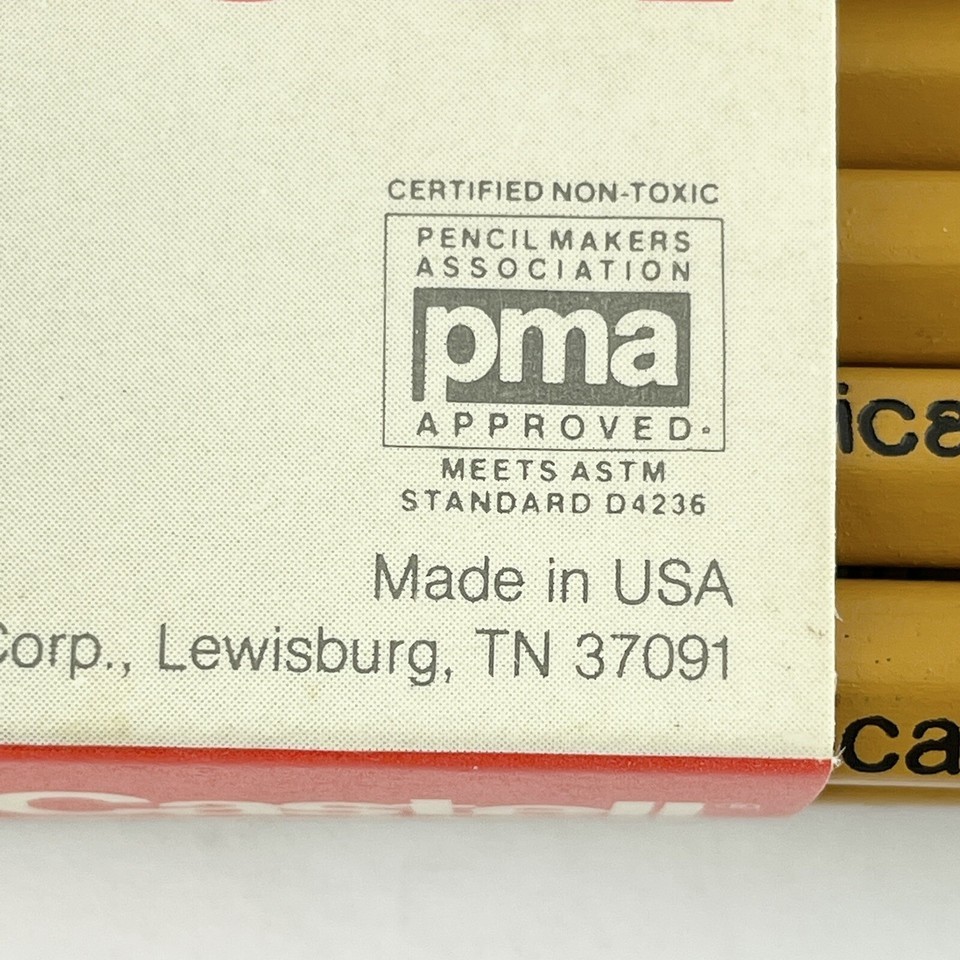 CERTIFIED NON-TOXIC
PENCIL MAKERS
ASSOCIATION
pma
APPROVED
MEETS ASTM
STANDARD D4236
Made in USA
Corp., Lewisburg, TN 37091
Castell
ica
ca